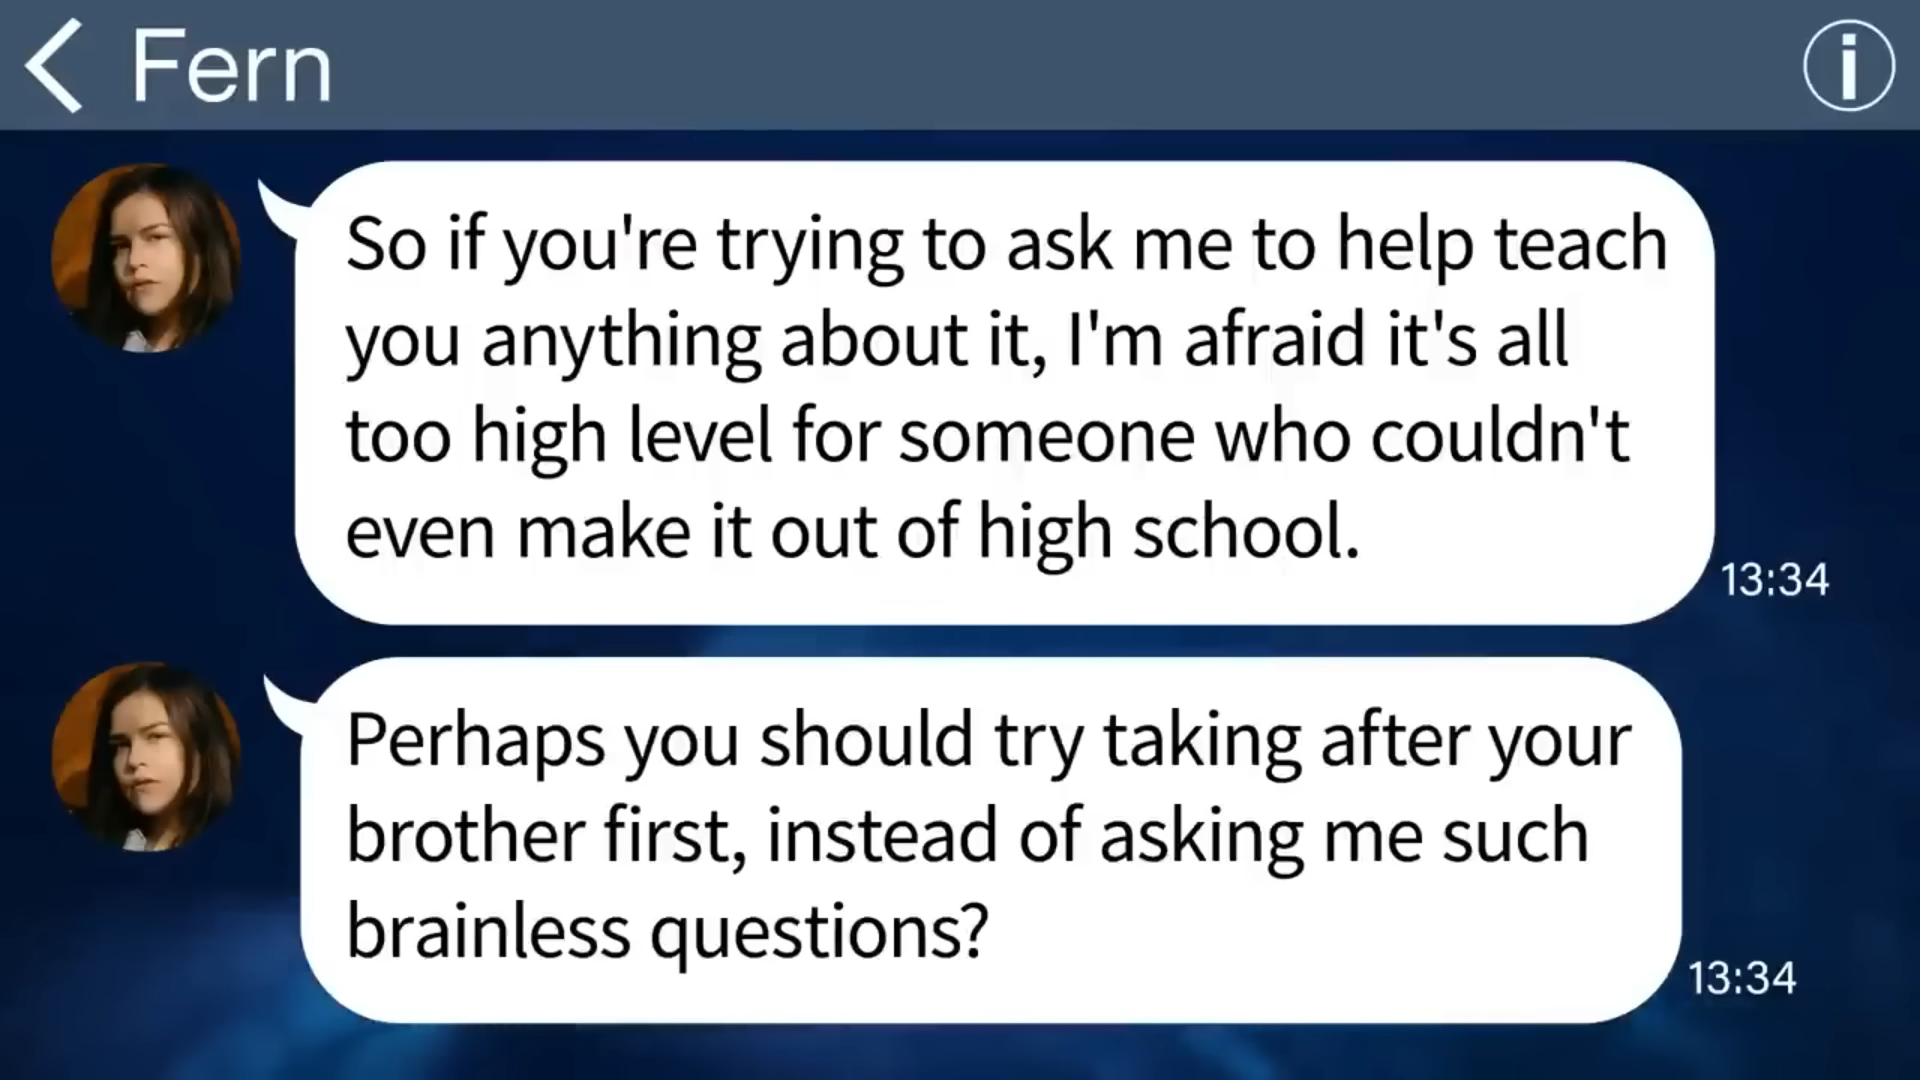 Fern
So if you're trying to ask me to help teach
you anything about it, I'm afraid it's all
too high level for someone who couldn't
even make it out of high school.
13:34
Perhaps you should try taking after your
brother first, instead of asking me such
brainless questions?
13:34